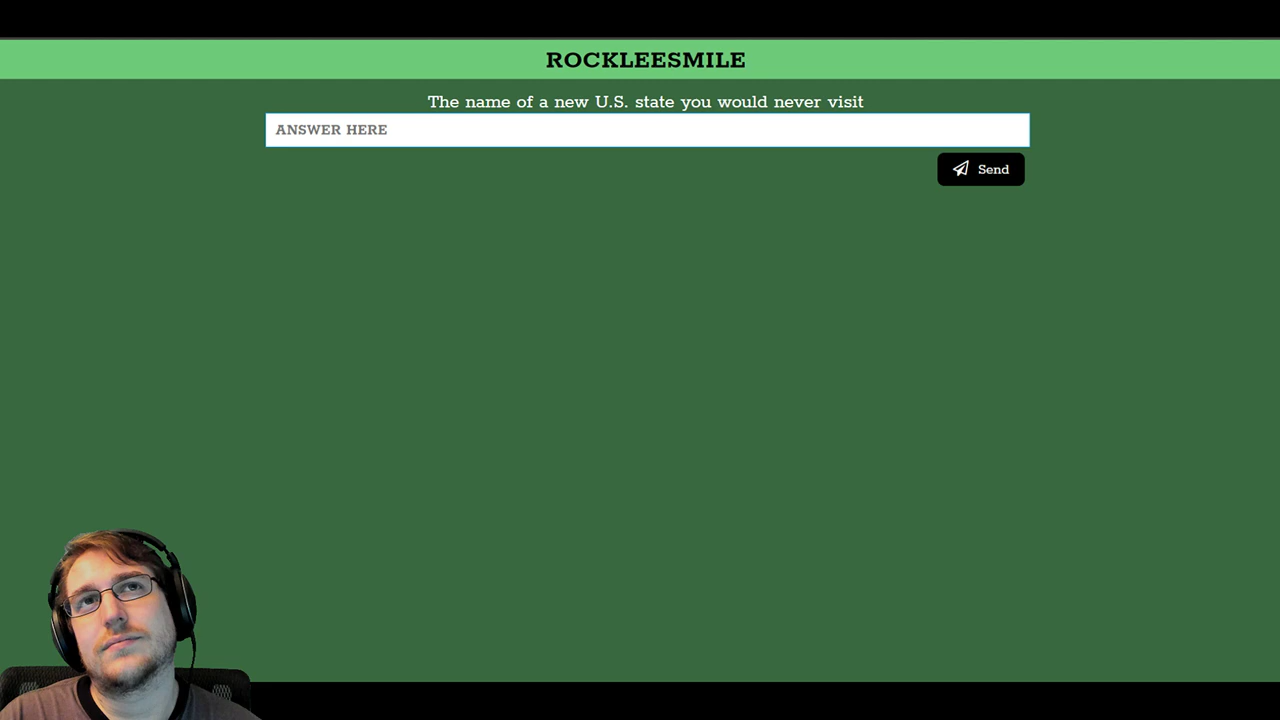 ROCKLEESMILE
The name of a new U.S. state you would never visit
ANSWER HERE
Send